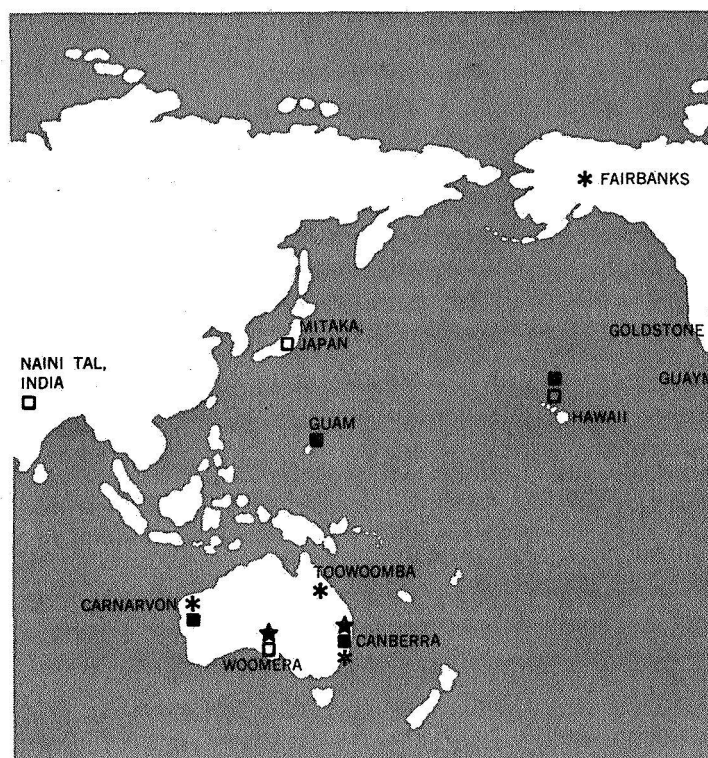 FAIRBANKS
GOLDSTONE
MITAKA,
JAPAN
NAINI TAL,
INDIA
GUAYM
HAWAII
GUAM
TOOWOOMBA
CARNARVON
CANBERRA
WOOMERA